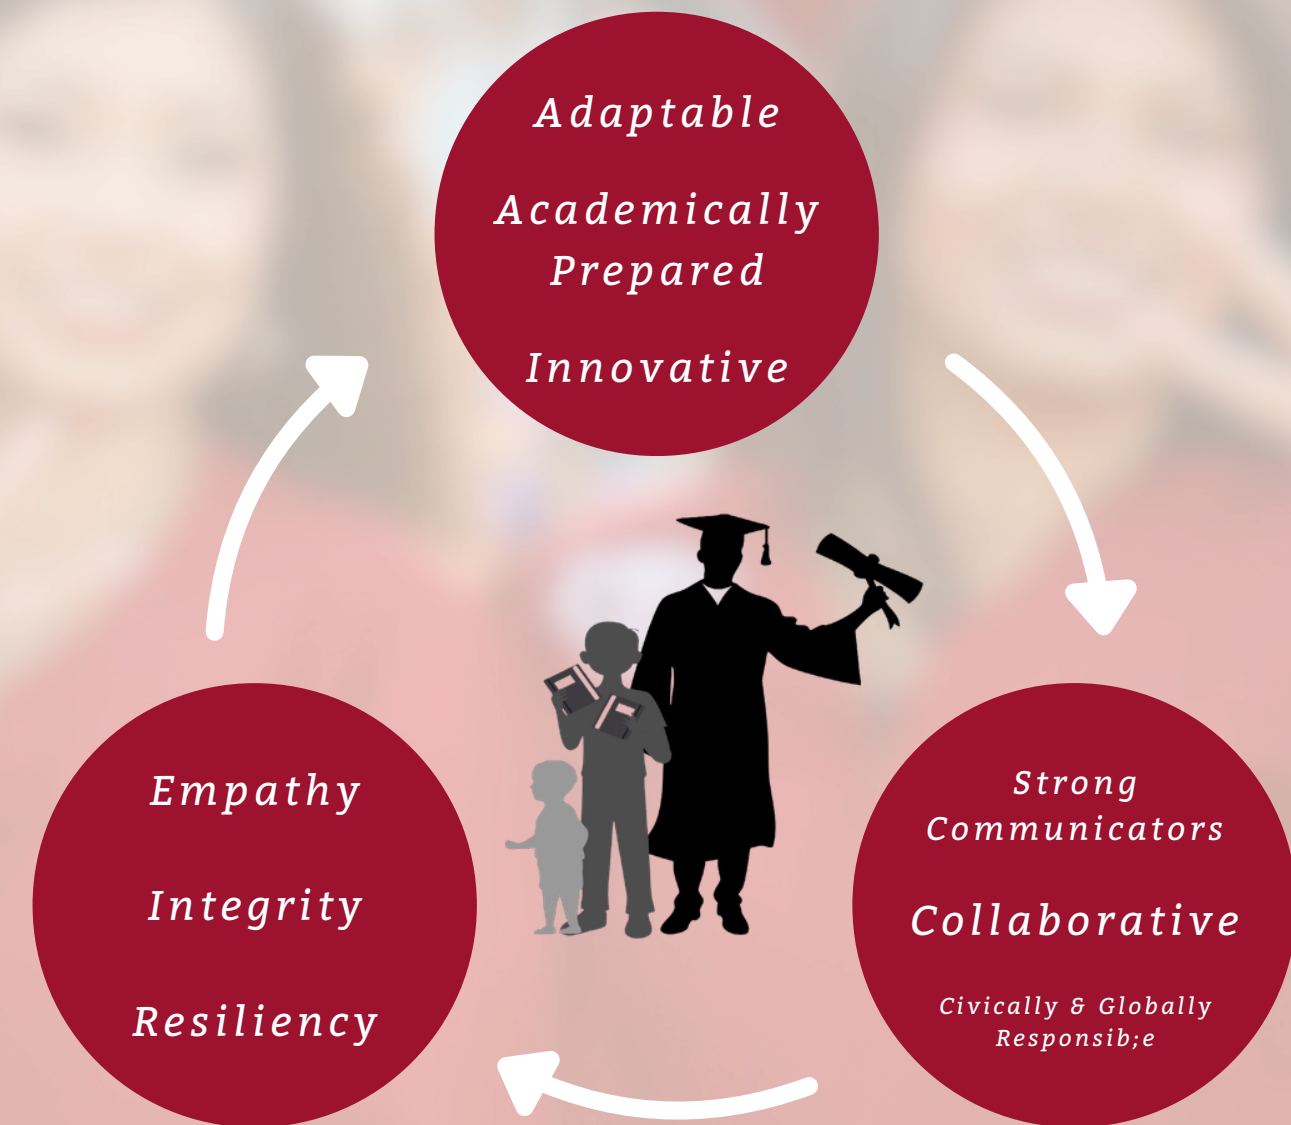 Adaptable
Academically
Prepared
Innovative
Empathy
Integrity
Resiliency
Strong
Communicators
Collaborative
Civically & Globally
Responsib;e